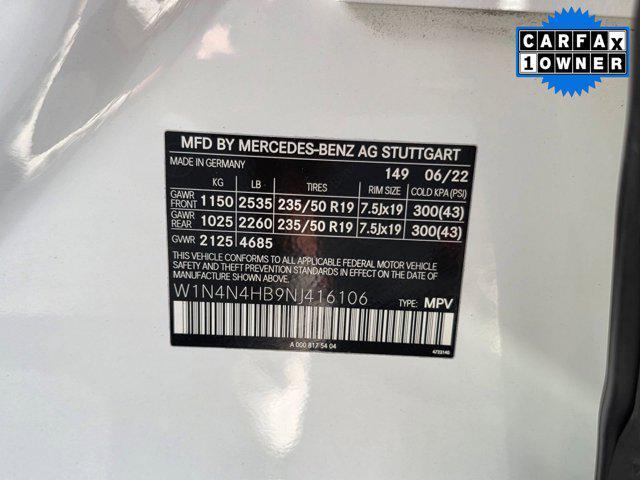 CARFAX
1 OWNER
MFD BY MERCEDES-BENZ AG STUTTGART
MADE IN GERMANY 149 06/22
KG LB TIRES RIM SIZE COLD KPA (PSI)
GAWR FRONT 1150 2535 235/50 R19 7.5Jx19 300(43)
GAWR REAR 1025 2260 235/50 R19 7.5Jx19 300(43)
GVWR 2125 4685
THIS VEHICLE CONFORMS TO ALL APPLICABLE FEDERAL MOTOR VEHICLE
SAFETY, BUMPER, AND THEFT PREVENTION STANDARDS IN EFFECT ON THE
DATE OF MANUFACTURE SHOWN ABOVE.
W1N4N4HB9NJ416106 TYPE: MPV
A 000 817 54 04